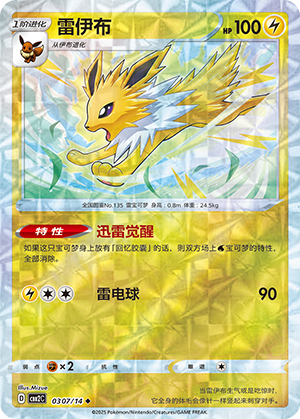 1阶进化
雷伊布
HP 100
从伊布进化
全国图鉴No.135 雷宝可梦 身高：0.8m 体重：24.5kg
特性 迅雷觉醒
如果这只宝可梦身上放有「回忆胶囊」的话，则双方场上宝可梦的特性，
全部消除。
雷电球 90
弱点 ×2 抵抗力 撤退
Illus.Mizue
D CSM2C 0307/14
当雷伊布生气或是吃惊时，
它全身的体毛会像针一样竖起来刺穿对手。
©2025 Pokémon/Nintendo/Creatures/GAME FREAK.